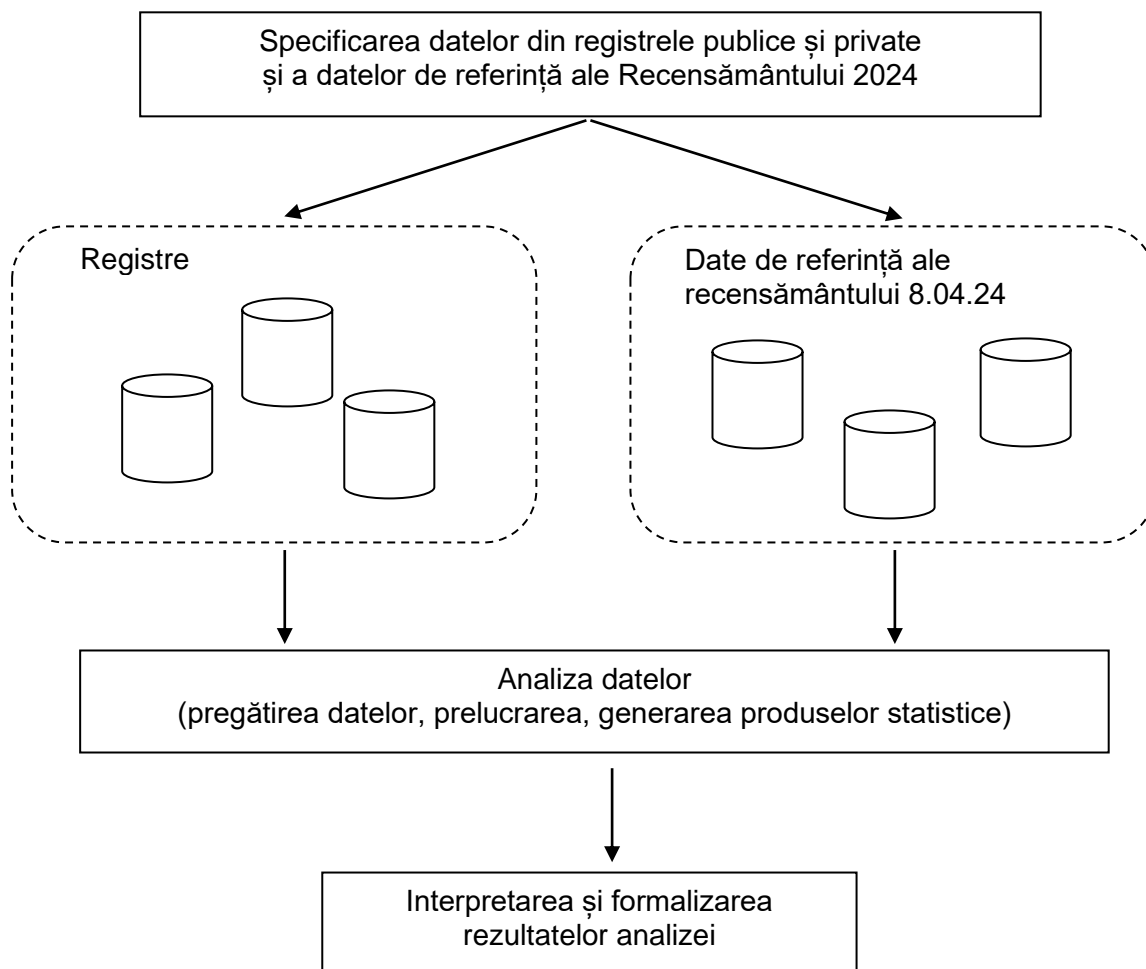 Specificarea datelor din registrele publice și private
și a datelor de referință ale Recensământului 2024
Registre
Date de referință ale
recensământului 8.04.24
Analiza datelor
(pregătirea datelor, prelucrarea, generarea produselor statistice)
Interpretarea și formalizarea
rezultatelor analizei